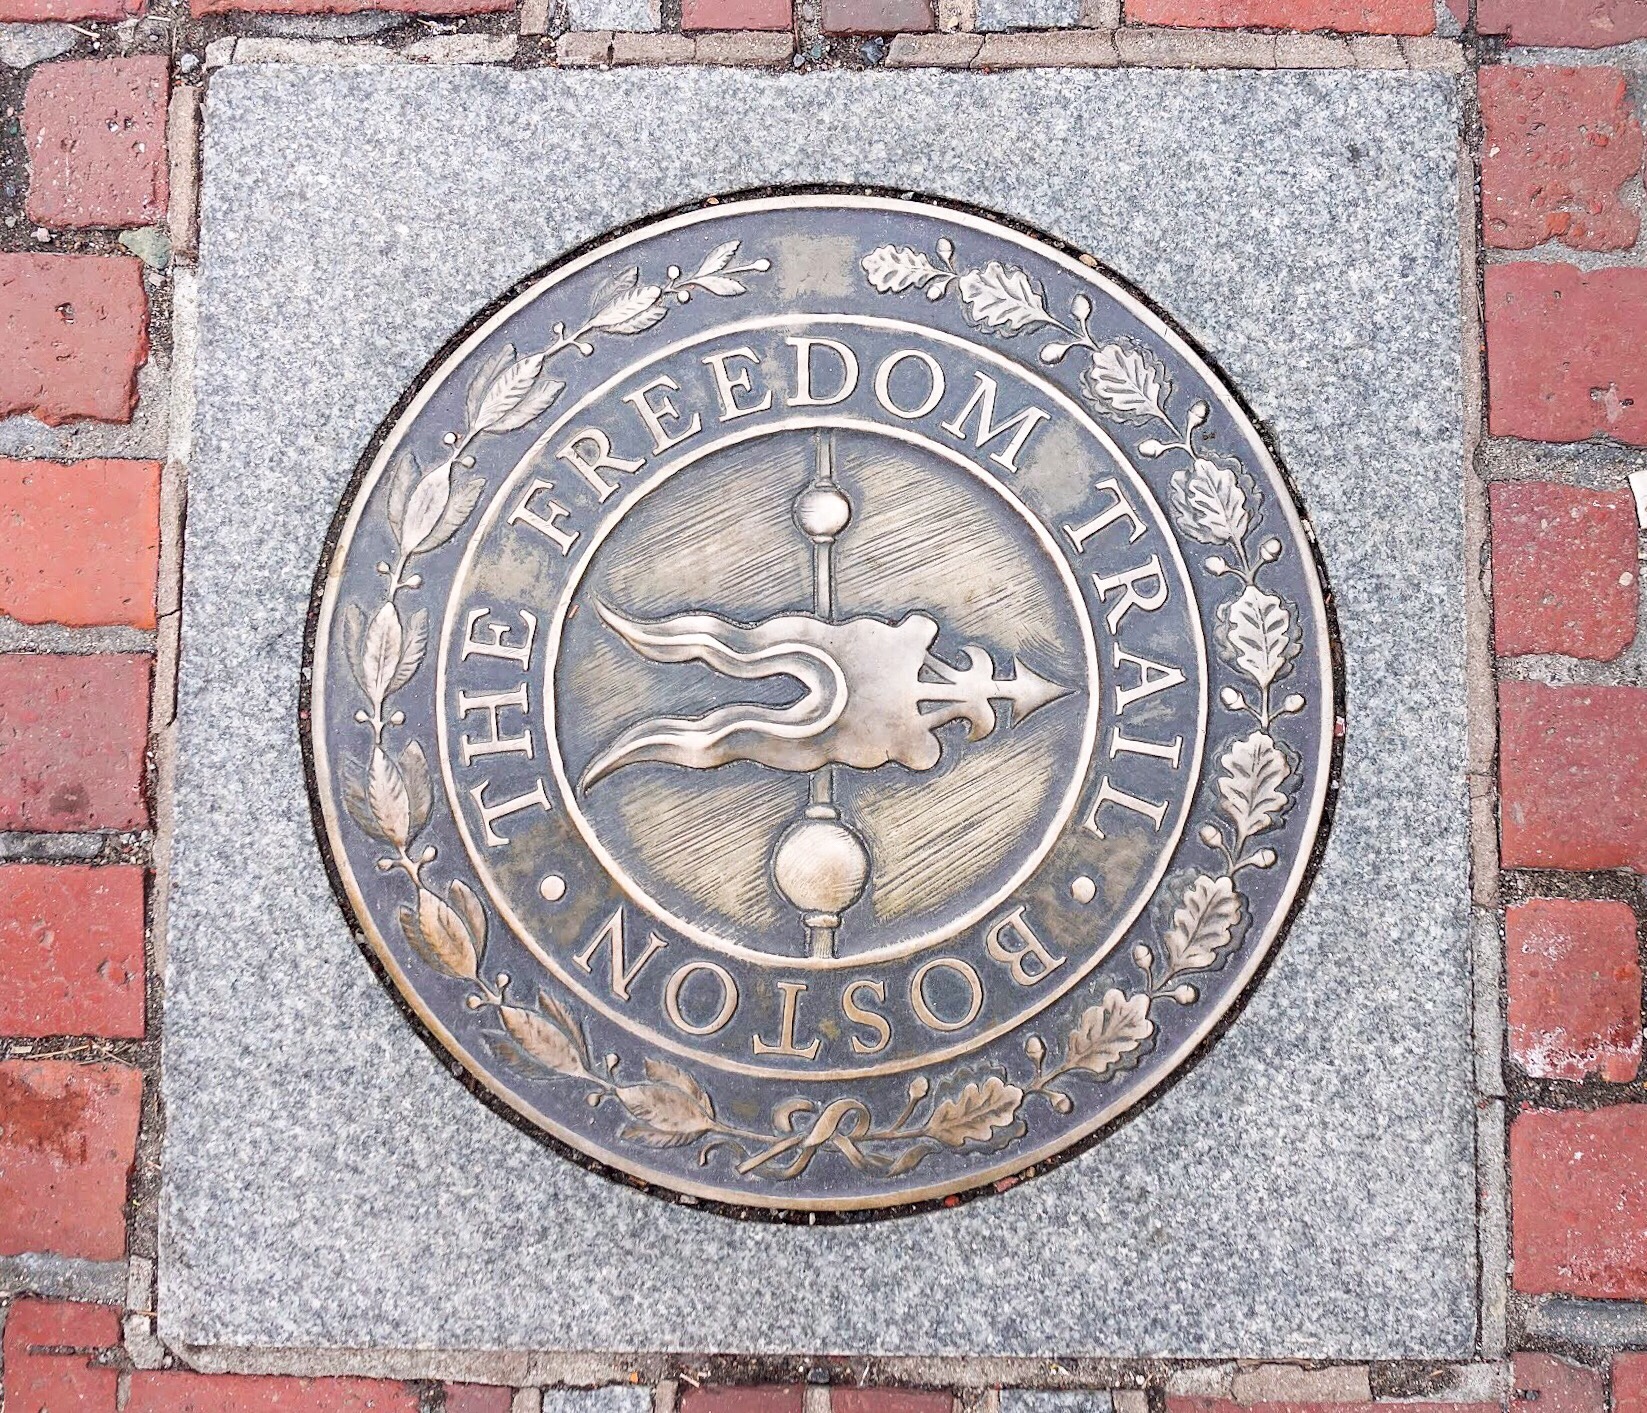 THE FREEDOM TRAIL
· BOSTON ·